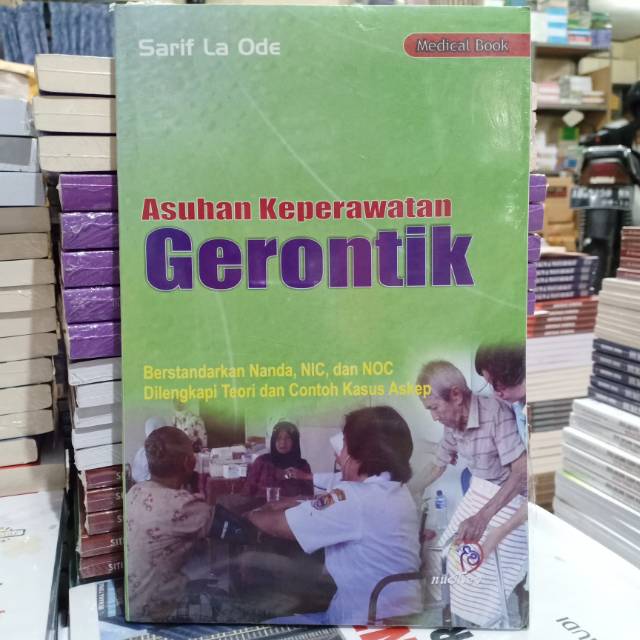 Sarif La Ode
Medical Book
Asuhan Keperawatan
Gerontik
Berstandarkan Nanda, NIC, dan NOC
Dilengkapi Teori dan Contoh Kasus Askep